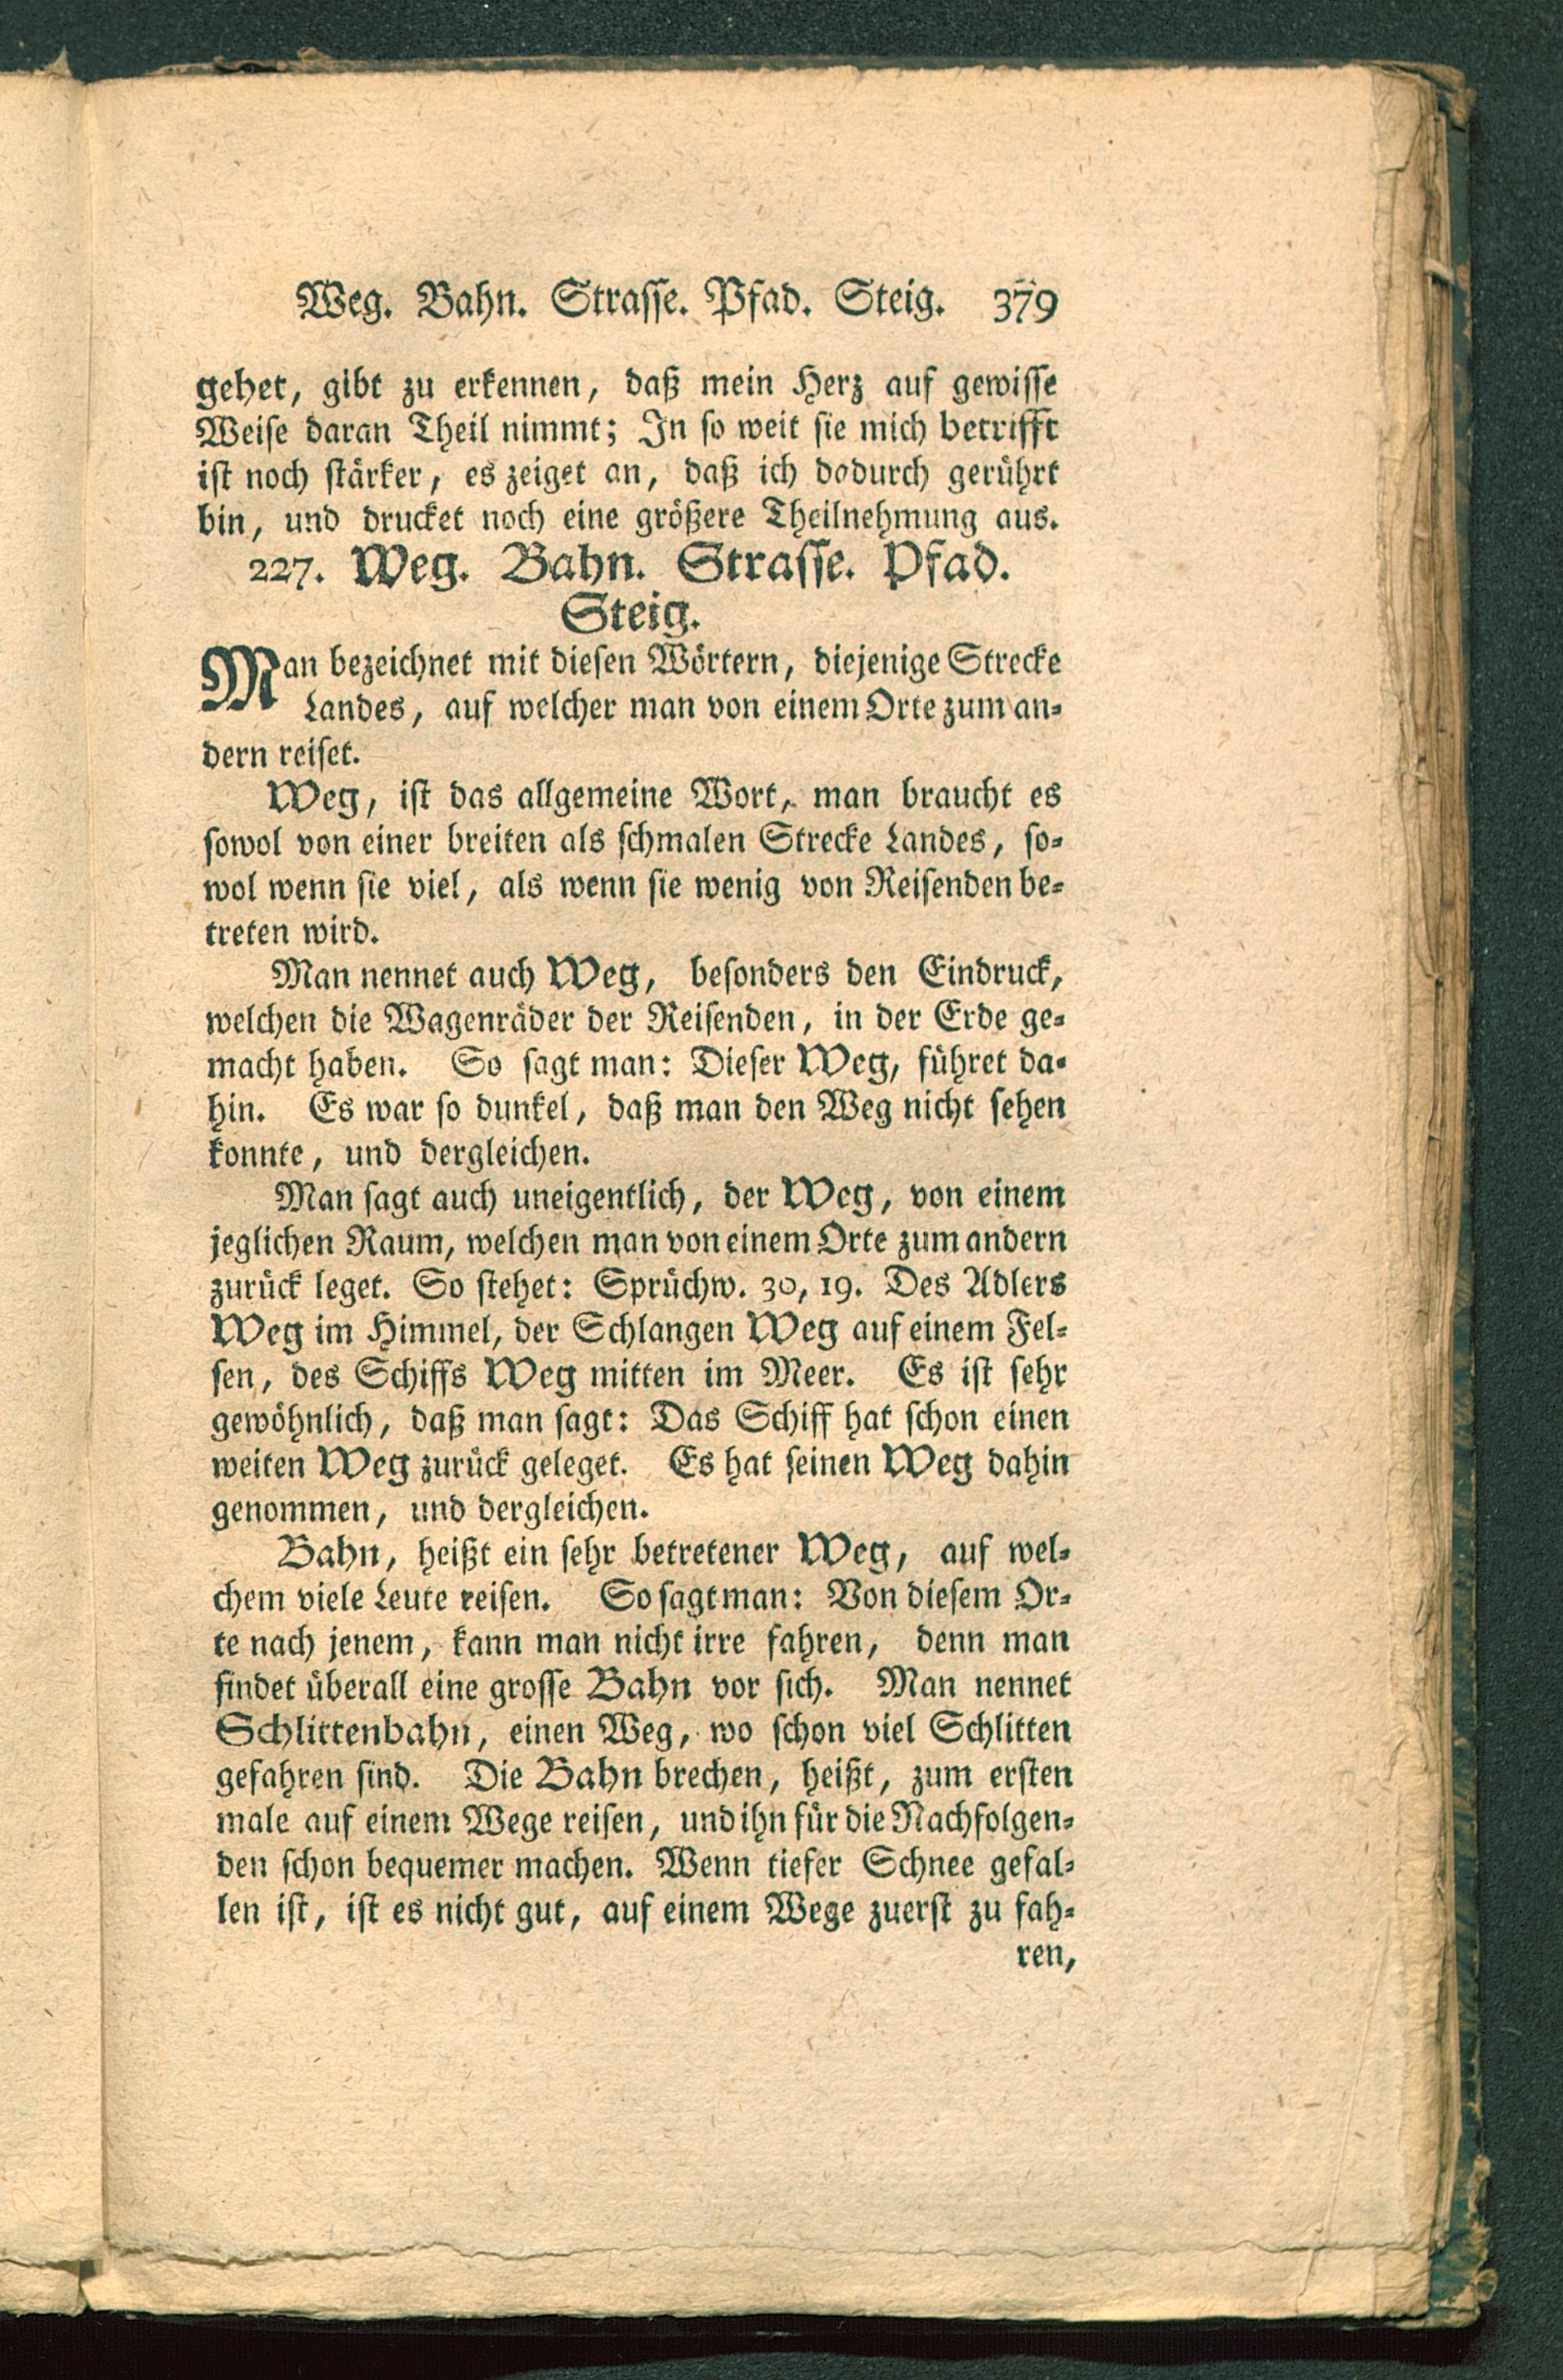 Weg. Bahn. Strasse. Pfad. Steig. 379
gehet, gibt zu erkennen, daß mein Herz auf gewisse
Weise daran Theil nimmt; In so weit sie mich betrifft
ist noch stärker, es zeiget an, daß ich dadurch gerührt
bin, und drucket noch eine größere Theilnehmung aus.
227. Weg. Bahn. Strasse. Pfad.
Steig.
Man bezeichnet mit diesen Wörtern, diejenige Strecke
Landes, auf welcher man von einem Orte zum an-
dern reiset.
Weg, ist das allgemeine Wort, man braucht es
sowol von einer breiten als schmalen Strecke Landes, so-
wol wenn sie viel, als wenn sie wenig von Reisenden be-
treten wird.
Man nennet auch Weg, besonders den Eindruck,
welchen die Wagenräder der Reisenden, in der Erde ge-
macht haben. So sagt man: Dieser Weg, führet da-
hin. Es war so dunkel, daß man den Weg nicht sehen
konnte, und dergleichen.
Man sagt auch uneigentlich, der Weg, von einem
jeglichen Raum, welchen man von einem Orte zum andern
zurück leget. So stehet: Sprüchw. 30, 19. Des Adlers
Weg im Himmel, der Schlangen Weg auf einem Fel-
sen, des Schiffs Weg mitten im Meer. Es ist sehr
gewöhnlich, daß man sagt: Das Schiff hat schon einen
weiten Weg zurück geleget. Es hat seinen Weg dahin
genommen, und dergleichen.
Bahn, heißt ein sehr betretener Weg, auf wel-
chem viele Leute reisen. So sagt man: Von diesem Or-
te nach jenem, kann man nicht irre fahren, denn man
findet überall eine grosse Bahn vor sich. Man nennet
Schlittenbahn, einen Weg, wo schon viel Schlitten
gefahren sind. Die Bahn brechen, heißt, zum ersten
male auf einem Wege reisen, und ihn für die Nachfolgen-
den schon bequemer machen. Wenn tiefer Schnee gefal-
len ist, ist es nicht gut, auf einem Wege zuerst zu fah-
ren,